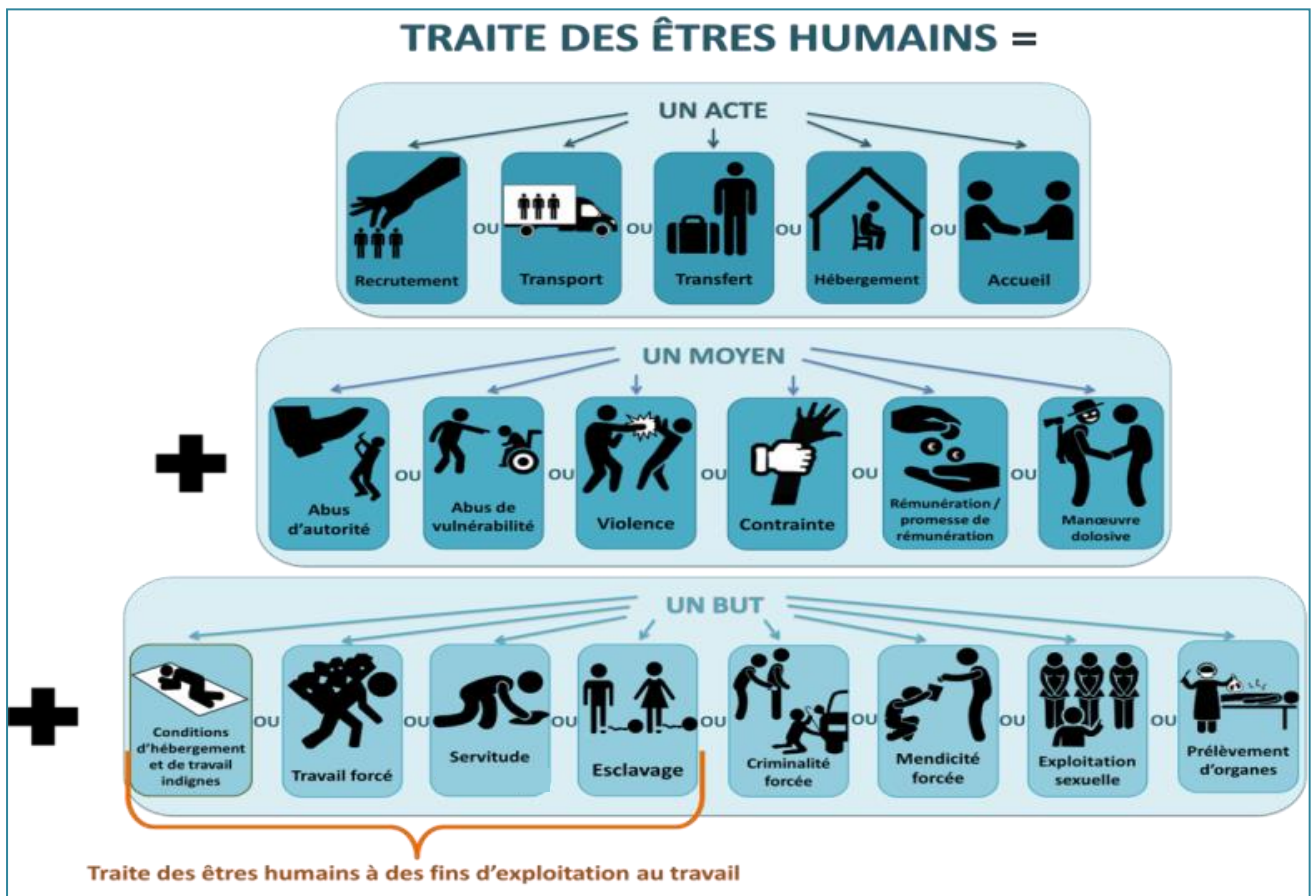 TRAITE DES ÊTRES HUMAINS =
UN ACTE
Recrutement
OU
Transport
OU
Transfert
OU
Hébergement
OU
Accueil
UN MOYEN
Abus
d'autorité
OU
Abus de
vulnérabilité
OU
Violence
OU
Contrainte
OU
Rémunération /
promesse de
rémunération
OU
Manœuvre
dolosive
UN BUT
Conditions
d'hébergement
et de travail
indignes
OU
Travail forcé
OU
Servitude
OU
Esclavage
OU
Criminalité
forcée
OU
Mendicité
forcée
OU
Exploitation
sexuelle
OU
Prélèvement
d'organes
Traite des êtres humains à des fins d'exploitation au travail